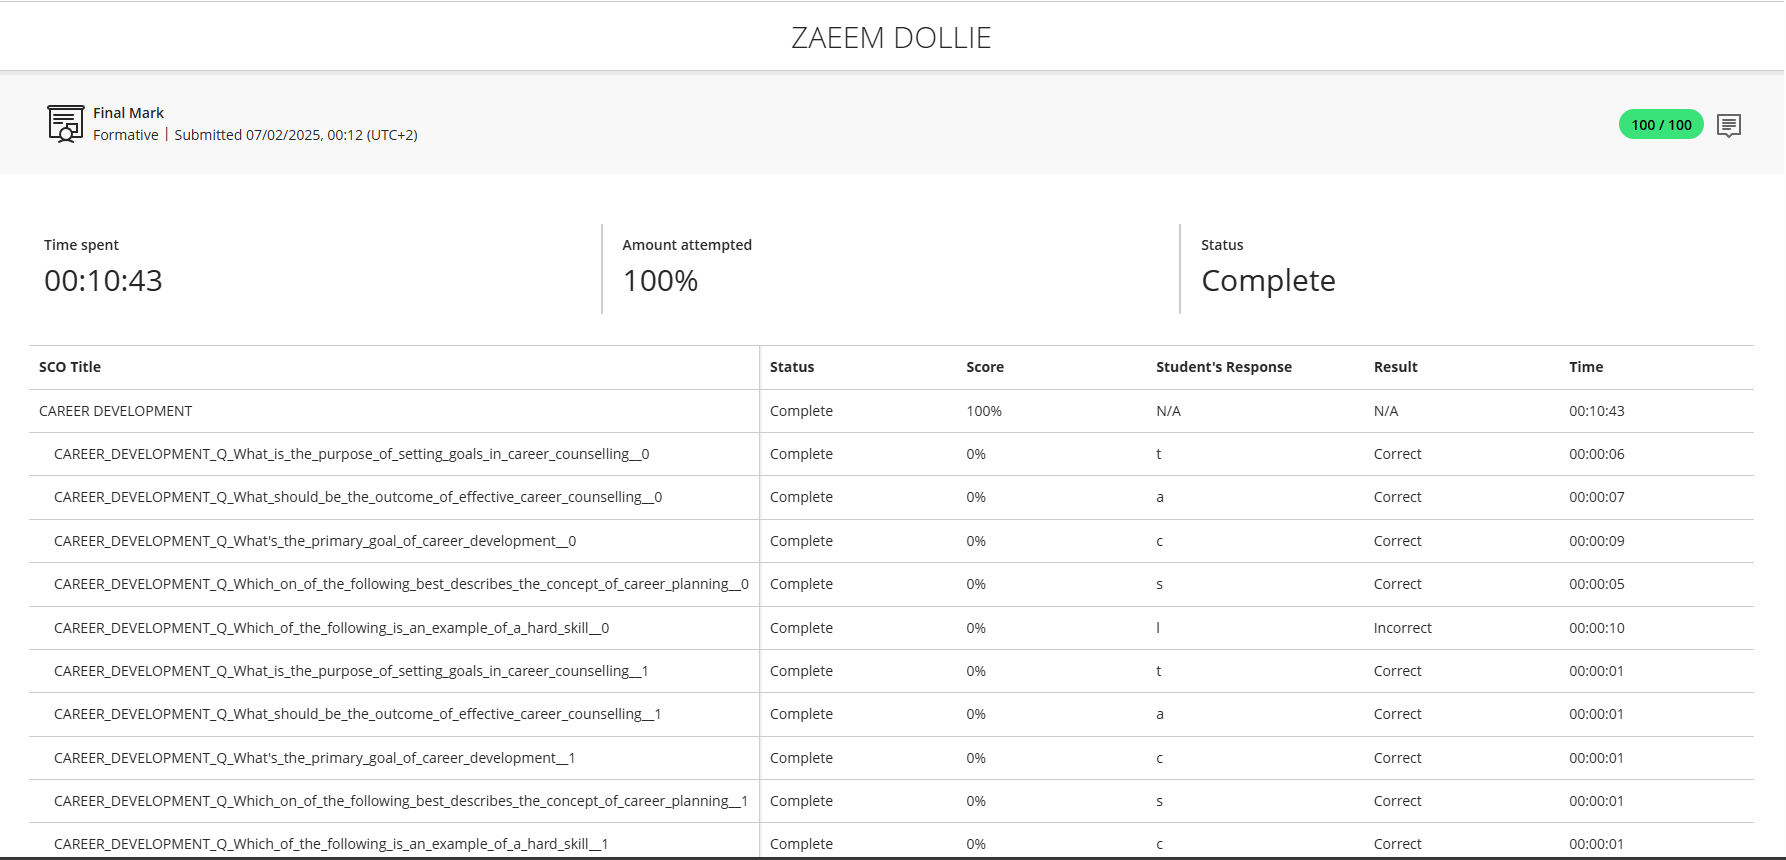 ZAEEM DOLLIE
Final Mark
Formative | Submitted 07/02/2025, 00:12 (UTC+2)
100 / 100
Time spent
00:10:43
Amount attempted
100%
Status
Complete
SCO Title Status Score Student's Response Result Time
CAREER DEVELOPMENT Complete 100% N/A N/A 00:10:43
CAREER_DEVELOPMENT_Q_What_is_the_purpose_of_setting_goals_in_career_counselling__0 Complete 0% t Correct 00:00:06
CAREER_DEVELOPMENT_Q_What_should_be_the_outcome_of_effective_career_counselling__0 Complete 0% a Correct 00:00:07
CAREER_DEVELOPMENT_Q_What's_the_primary_goal_of_career_development__0 Complete 0% c Correct 00:00:09
CAREER_DEVELOPMENT_Q_Which_on_of_the_following_best_describes_the_concept_of_career_planning__0 Complete 0% s Correct 00:00:05
CAREER_DEVELOPMENT_Q_Which_of_the_following_is_an_example_of_a_hard_skill__0 Complete 0% l Incorrect 00:00:10
CAREER_DEVELOPMENT_Q_What_is_the_purpose_of_setting_goals_in_career_counselling__1 Complete 0% t Correct 00:00:01
CAREER_DEVELOPMENT_Q_What_should_be_the_outcome_of_effective_career_counselling__1 Complete 0% a Correct 00:00:01
CAREER_DEVELOPMENT_Q_What's_the_primary_goal_of_career_development__1 Complete 0% c Correct 00:00:01
CAREER_DEVELOPMENT_Q_Which_on_of_the_following_best_describes_the_concept_of_career_planning__1 Complete 0% s Correct 00:00:01
CAREER_DEVELOPMENT_Q_Which_of_the_following_is_an_example_of_a_hard_skill__1 Complete 0% c Correct 00:00:01